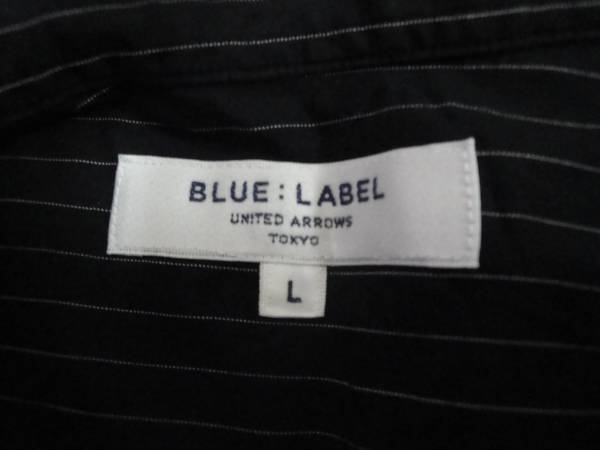 BLUE : LABEL
UNITED ARROWS
TOKYO
L